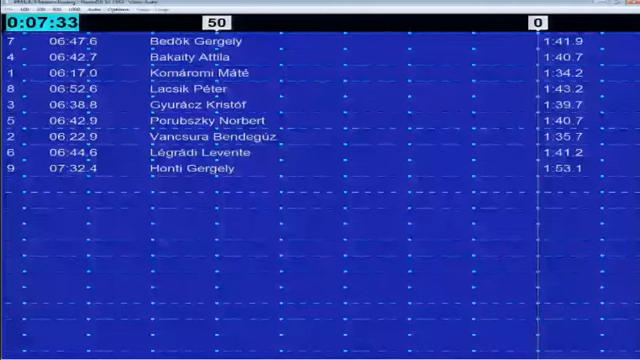 0:07:33 50 0
7 06:47.6 Bedők Gergely 1:41.9
4 06:42.7 Bakaity Attila 1:40.7
1 06:17.0 Komáromi Máté 1:34.2
8 06:52.6 Lacsik Péter 1:43.2
3 06:38.8 Gyurácz Kristóf 1:39.7
5 06:42.9 Porubszky Norbert 1:40.7
2 06:22.9 Vancsura Bendegúz 1:35.7
6 06:44.6 Légrádi Levente 1:41.2
9 07:32.4 Honti Gergely 1:53.1